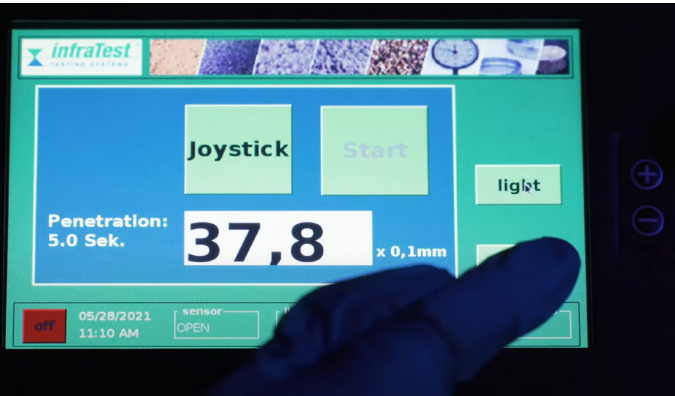 infraTest
TESTING SYSTEMS
Joystick
Start
light
Penetration:
5.0 Sek.
37,8
x 0,1mm
off
05/28/2021
11:10 AM
sensor
OPEN